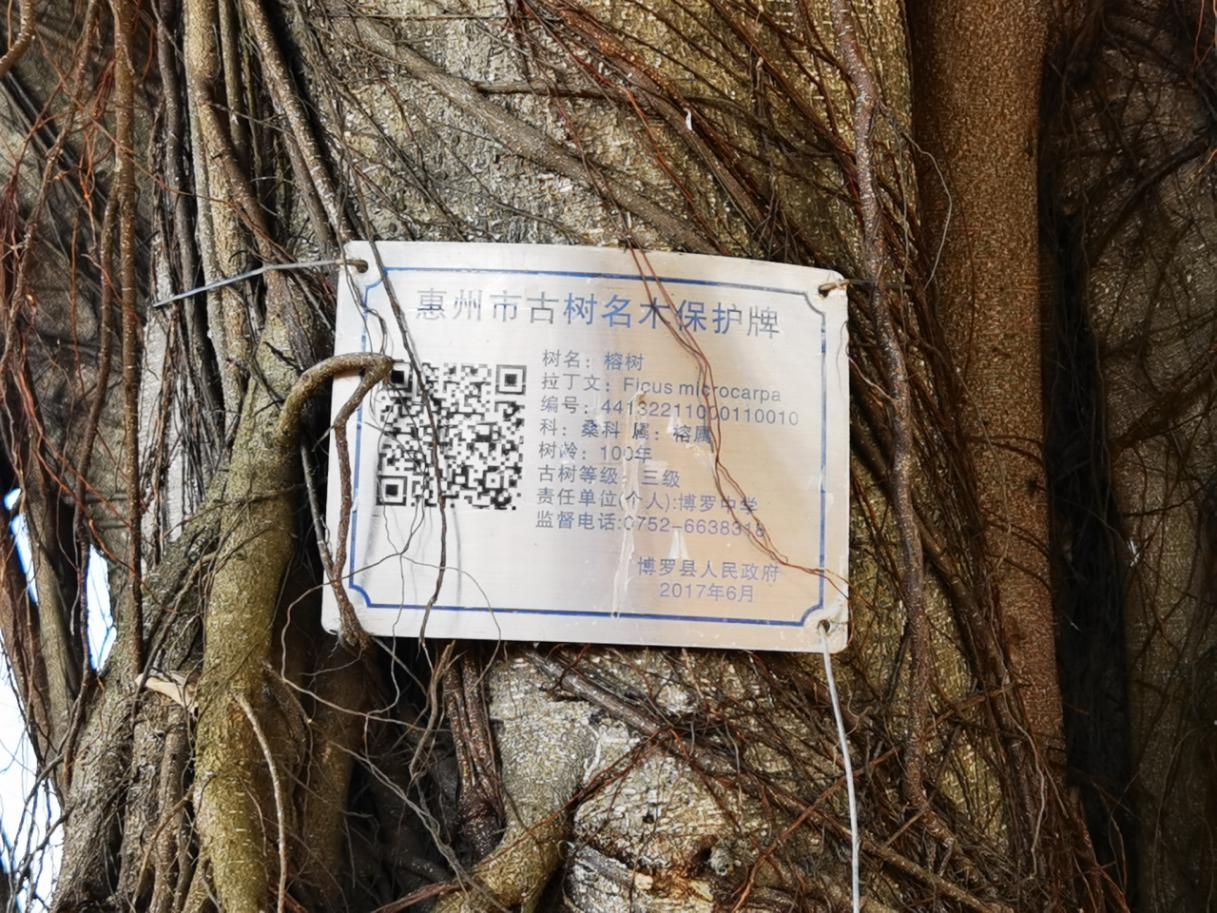 惠州市古树名木保护牌
树名：榕树
拉丁文：Ficus microcarpa
编号：44132211000110010
科：桑科 属：榕属
树龄：100年
古树等级：三级
责任单位(个人):博罗中学
监督电话:0752-6638318
博罗县人民政府
2017年6月